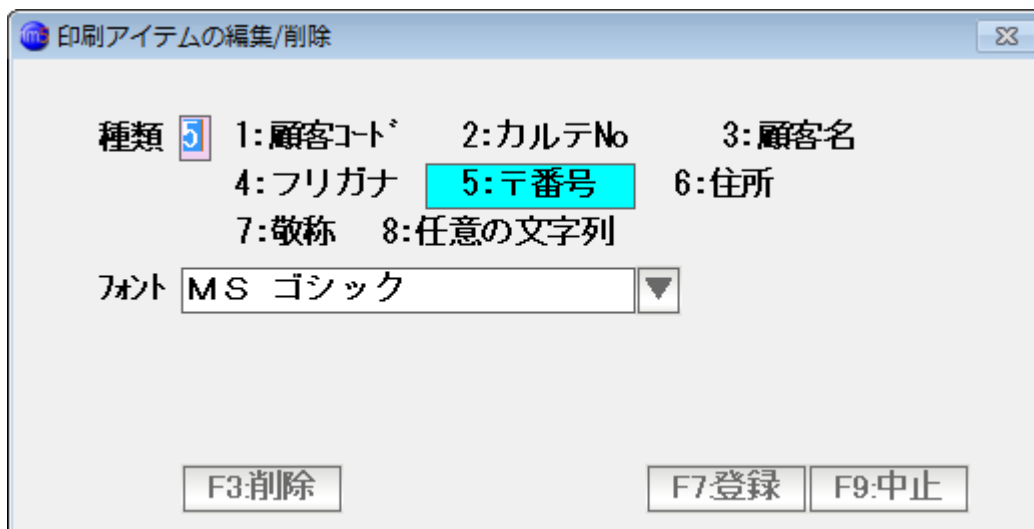 印刷アイテムの編集/削除
種類 5 1:顧客ｺｰﾄﾞ 2:カルテNo 3:顧客名
4:フリガナ 5:〒番号 6:住所
7:敬称 8:任意の文字列
ﾌｫﾝﾄ ＭＳ ゴシック
F3:削除 F7:登録 F9:中止